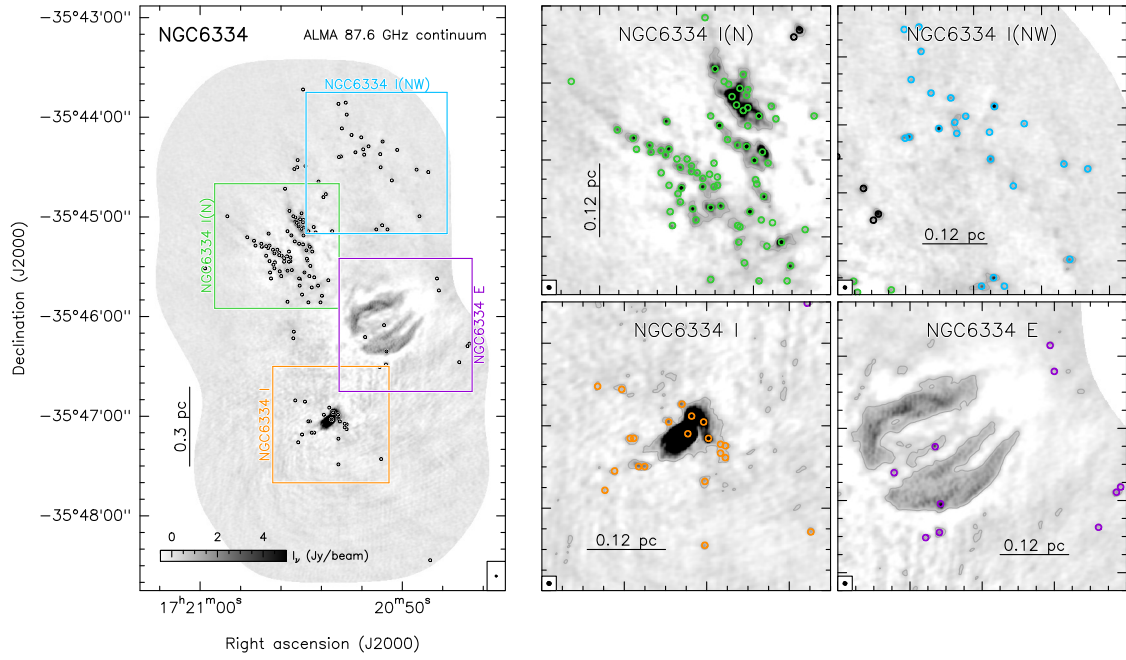 NGC6334
ALMA 87.6 GHz continuum
NGC6334 I(NW)
NGC6334 I(N)
NGC6334 E
NGC6334 I
0.3 pc
0 2 4
Iν (Jy/beam)
−35°43'00''
−35°44'00''
−35°45'00''
−35°46'00''
−35°47'00''
−35°48'00''
Declination (J2000)
17ʰ21ᵐ00ˢ
20ᵐ50ˢ
Right ascension (J2000)
NGC6334 I(N)
0.12 pc
NGC6334 I(NW)
0.12 pc
NGC6334 I
0.12 pc
NGC6334 E
0.12 pc